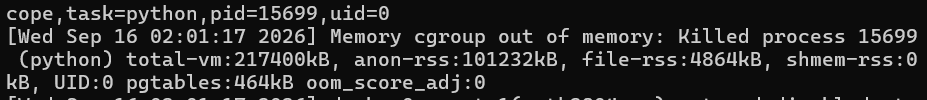 cope,task=python,pid=15699,uid=0
[Wed Sep 16 02:01:17 2026] Memory cgroup out of memory: Killed process 15699
 (python) total-vm:217400kB, anon-rss:101232kB, file-rss:4864kB, shmem-rss:0
kB, UID:0 pgtables:464kB oom_score_adj:0